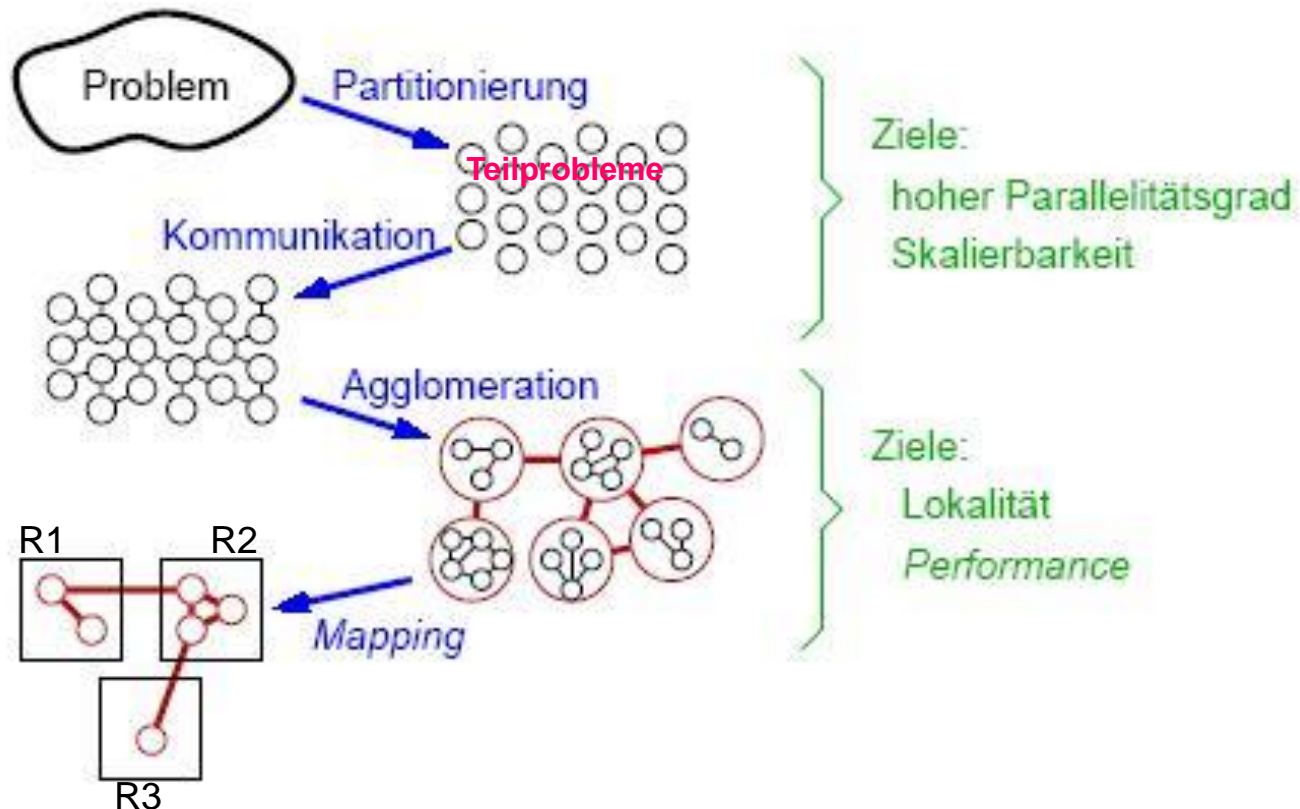 Problem
Partitionierung
Teilprobleme
Ziele:
hoher Parallelitätsgrad
Skalierbarkeit
Kommunikation
Agglomeration
Ziele:
Lokalität
Performance
R1 R2
Mapping
R3